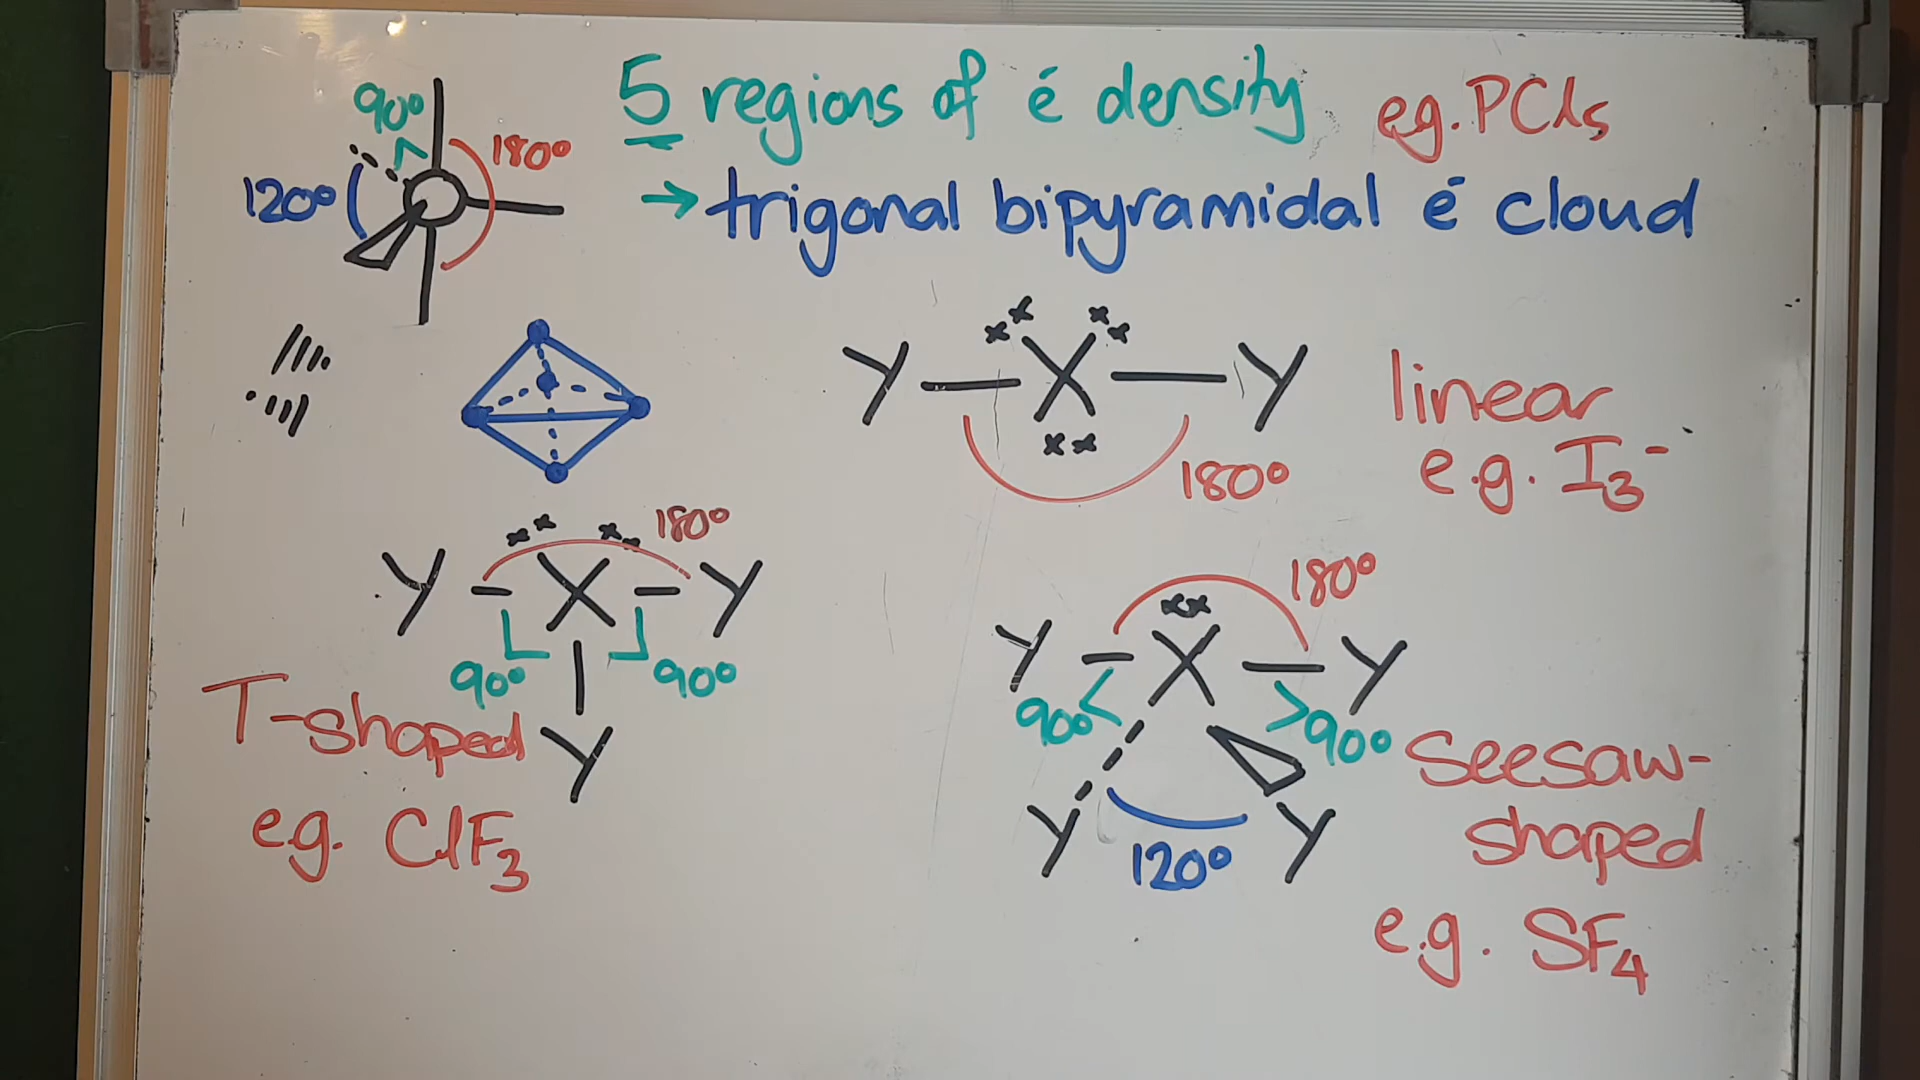 5 regions of é density eg. PCl5
→ trigonal bipyramidal ē cloud
90°
180°
120°
Y — X — Y
180°
linear
e.g. I3-
180°
Y - X - Y
90° 90°
Y
T-shaped
e.g. ClF3
180°
Y - X — Y
90° 90°
Y Y
120°
Seesaw-
shaped
e.g. SF4